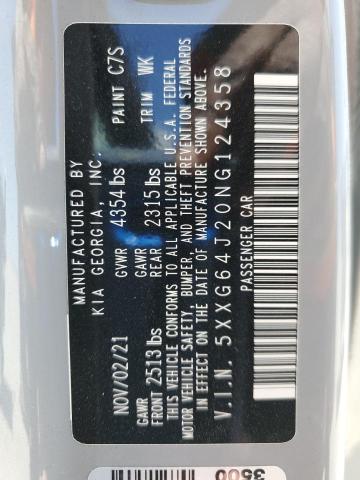 MANUFACTURED BY
KIA GEORGIA, INC.
NOV/02/21 GVWR 4354 lbs PAINT C7S
GAWR FRONT 2513 lbs GAWR REAR 2315 lbs TRIM WK
THIS VEHICLE CONFORMS TO ALL APPLICABLE U.S.A. FEDERAL
MOTOR VEHICLE SAFETY, BUMPER, AND THEFT PREVENTION STANDARDS
IN EFFECT ON THE DATE OF MANUFACTURE SHOWN ABOVE.
V.I.N. 5XXG64J20NG124358
PASSENGER CAR
3500